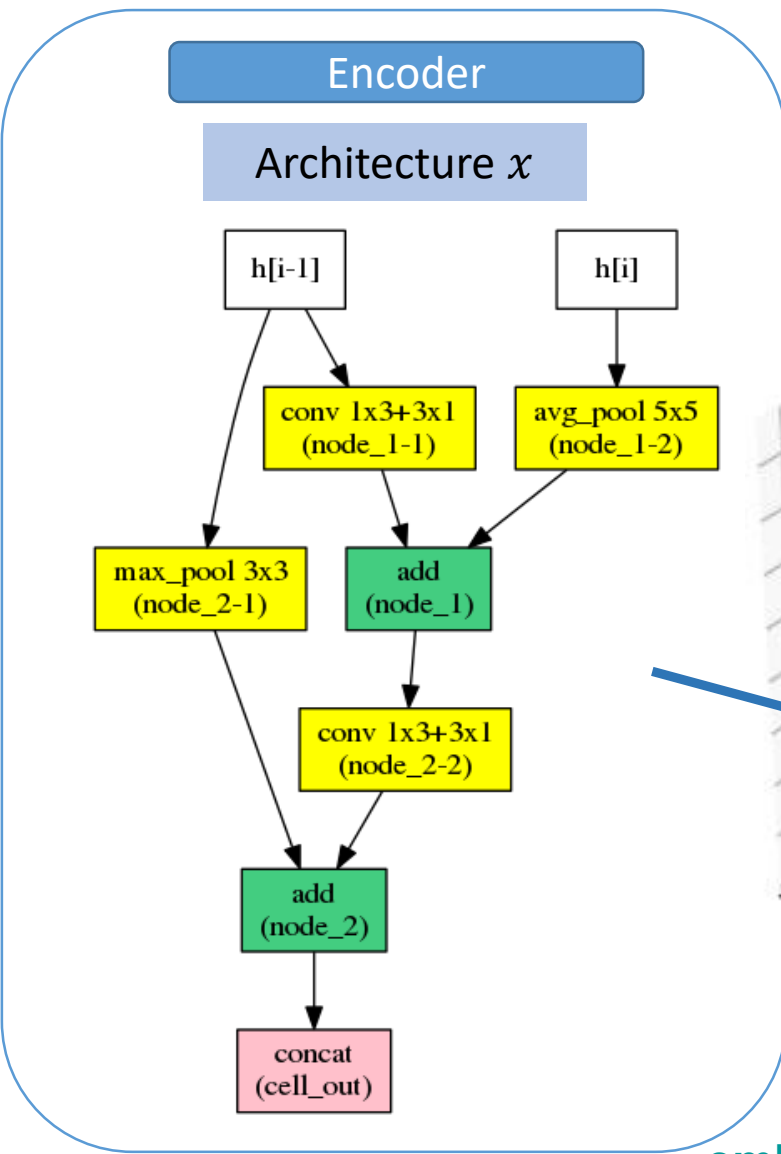 Encoder
Architecture x
h[i-1]
h[i]
conv 1x3+3x1
(node_1-1)
avg_pool 5x5
(node_1-2)
max_pool 3x3
(node_2-1)
add
(node_1)
conv 1x3+3x1
(node_2-2)
add
(node_2)
concat
(cell_out)